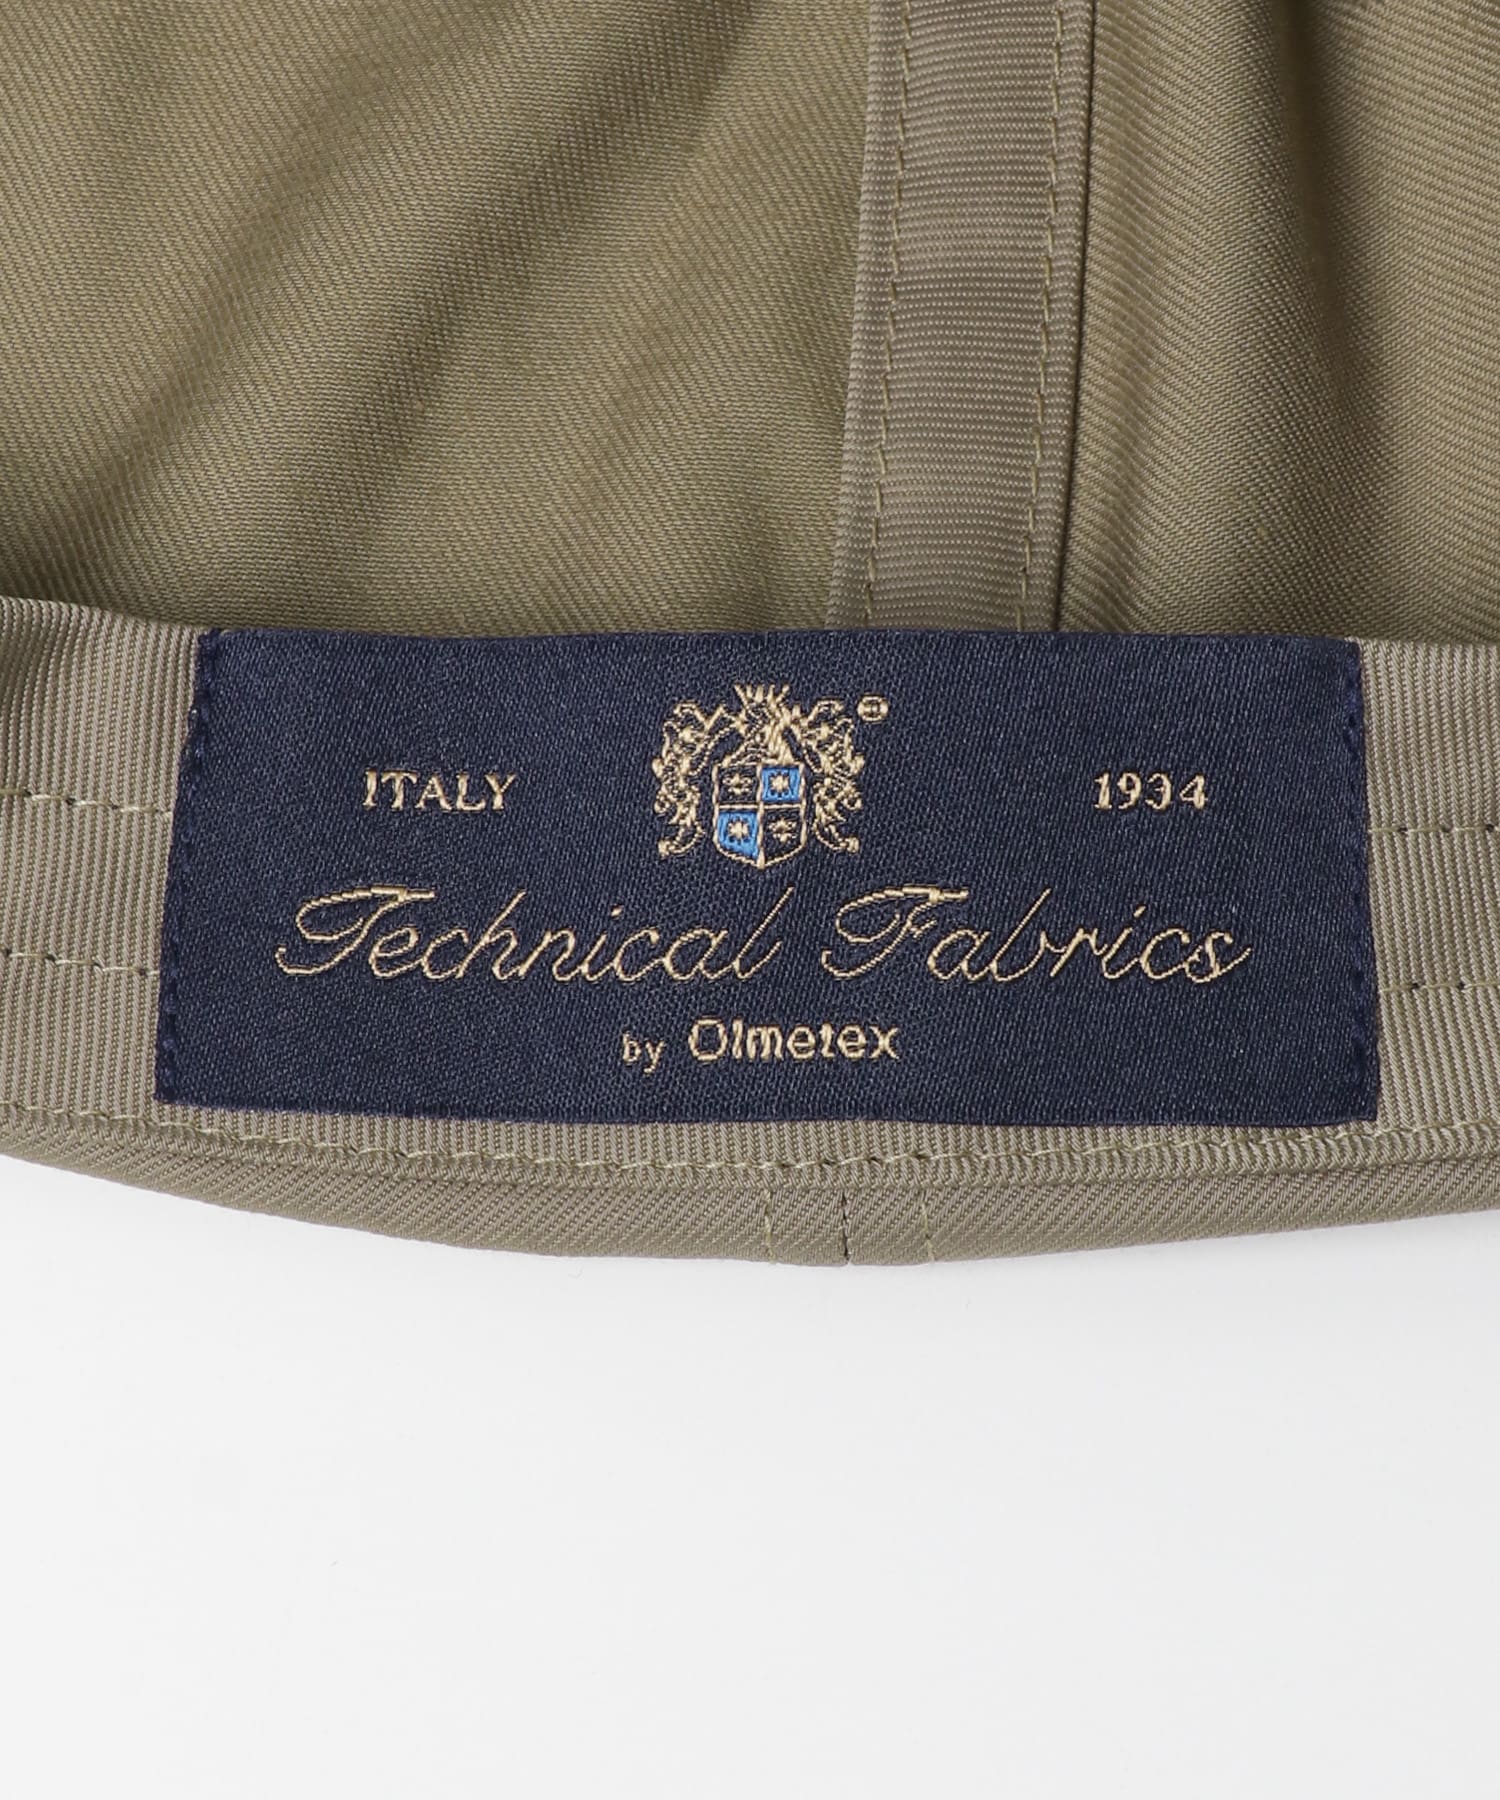 ITALY 1934
Technical Fabrics
by Olmetex